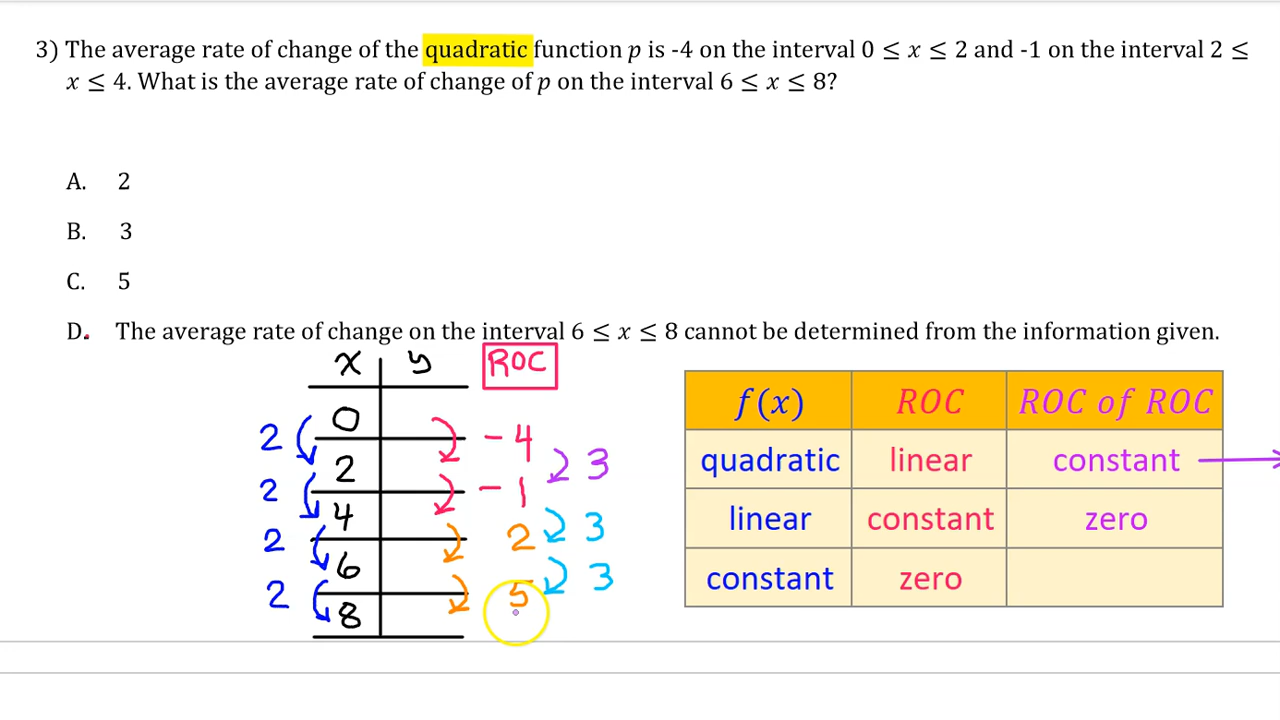 3) The average rate of change of the quadratic function p is -4 on the interval 0 ≤ x ≤ 2 and -1 on the interval 2 ≤
x ≤ 4. What is the average rate of change of p on the interval 6 ≤ x ≤ 8?
A. 2
B. 3
C. 5
D. The average rate of change on the interval 6 ≤ x ≤ 8 cannot be determined from the information given.
x y ROC
0
2 -4
2 3
2 -1
4
2 2 3
6
2 5 3
8
f(x) ROC ROC of ROC
quadratic linear constant
linear constant zero
constant zero